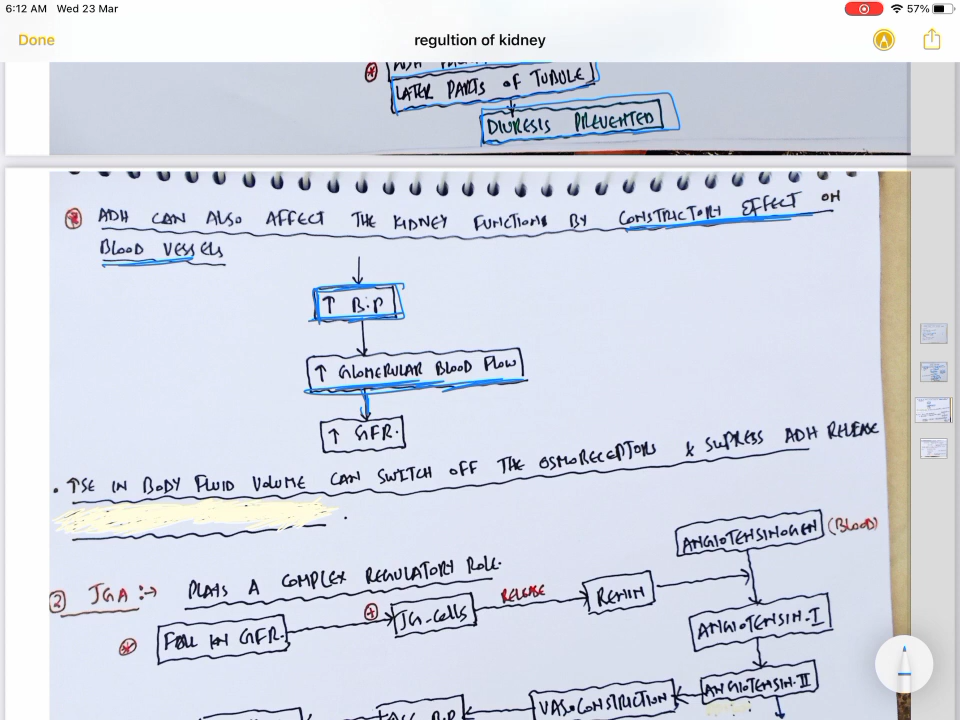 6:12 AM Wed 23 Mar
57%
Done
regultion of kidney
LATER PARTS OF TUBULE
DIURESIS PREVENTED
ADH CAN ALSO AFFECT THE KIDNEY FUNCTIONS BY CONSTRICTORY EFFECT ON
BLOOD VESSELS
↑ B.P
↑ GLOMERULAR BLOOD FLOW
↑ GFR.
. ↑SE IN BODY FLUID VOLUME CAN SWITCH OFF THE OSMORECEPTORS & SUPRESS ADH RELEASE
.
ANGIOTENSINOGEN (BLOOD)
2 JGA :→ PLAYS A COMPLEX REGULATORY ROLE.
FALL IN GFR. + JG-cells RELEASE RENIN
ANGIOTENSIN-I
VASOCONSTRUCTION ANGIOTENSIN-II
B.P